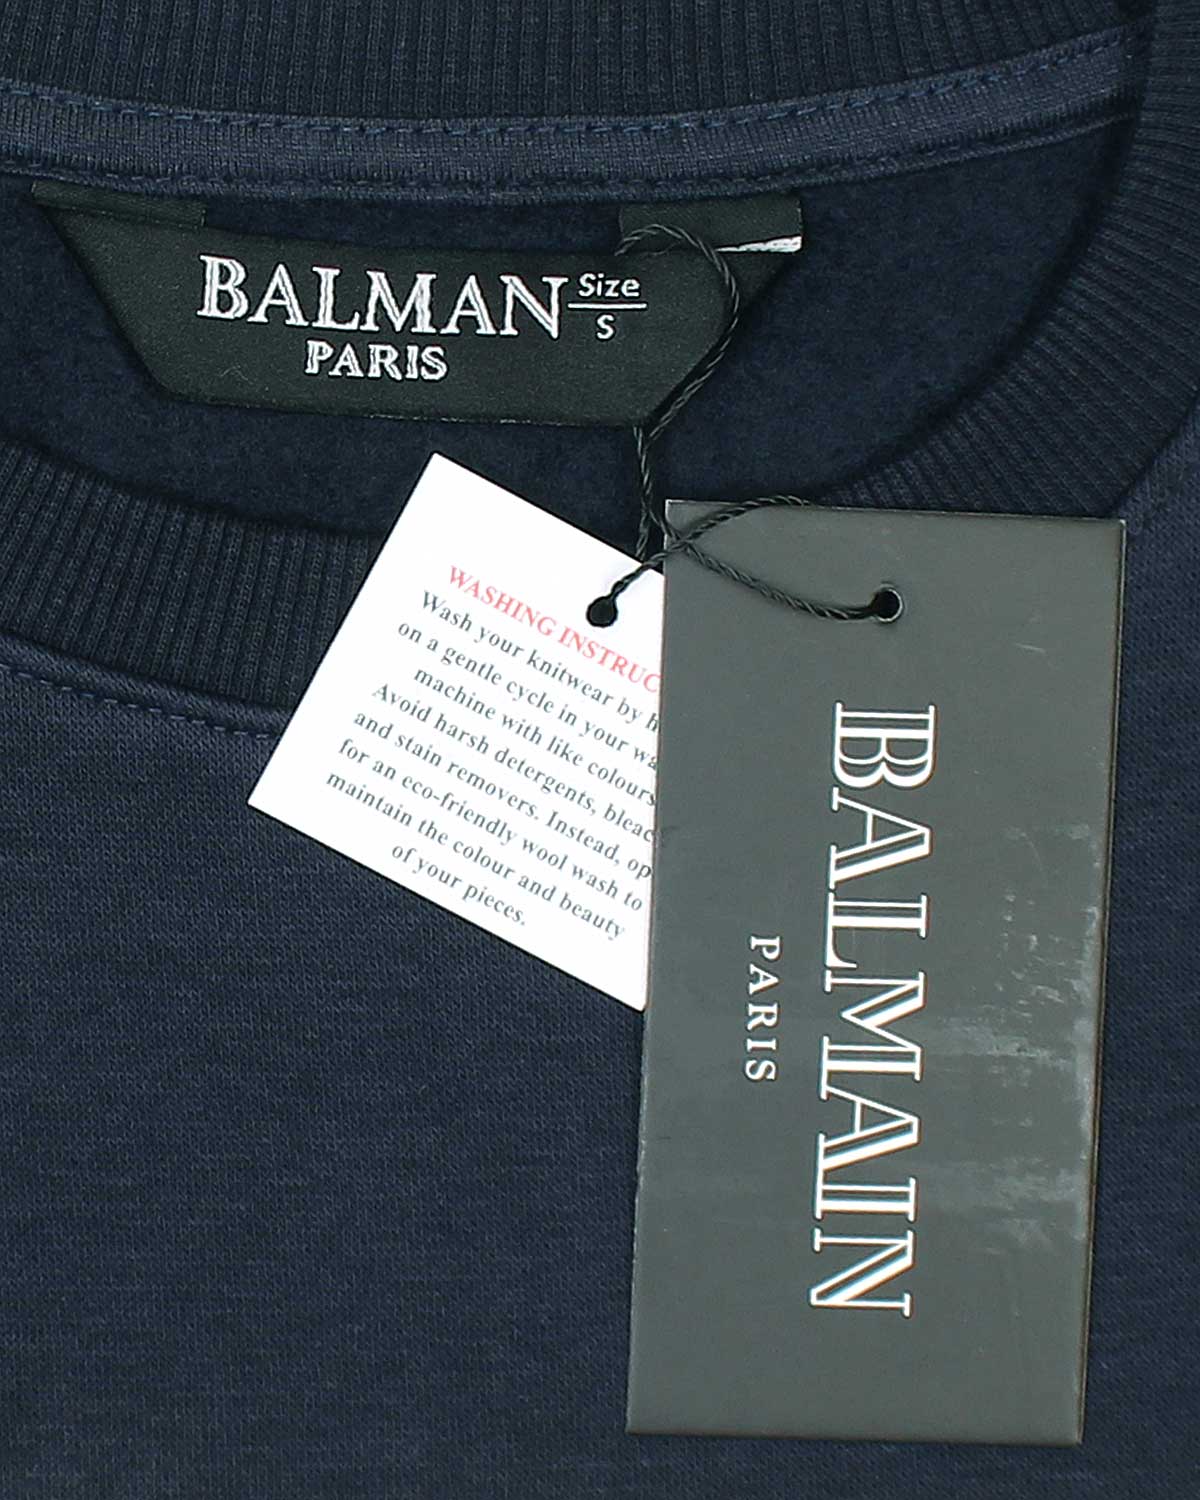 BALMAN
PARIS
Size
S
WASHING INSTRUC
Wash your knitwear by h
on a gentle cycle in your wa
machine with like colours
Avoid harsh detergents, bleac
and stain removers. Instead, op
for an eco-friendly wool wash to
maintain the colour and beauty
of your pieces.
BALMAIN
PARIS